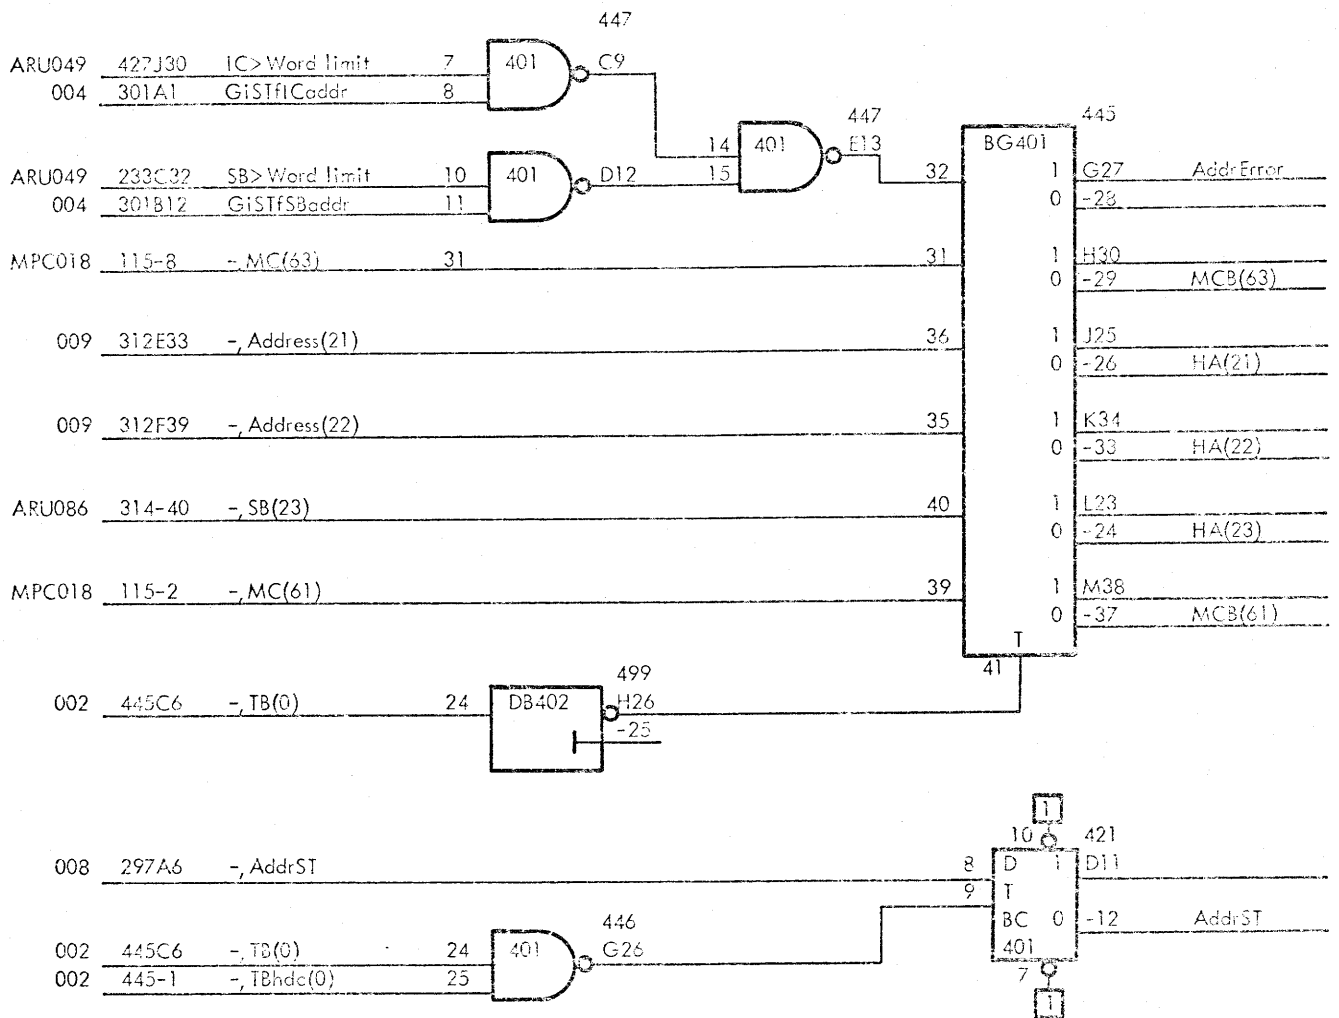 447
ARU049 427J30 IC>Word limit 7 401 C9
004 301A1 GiSTfICaddr 8
447 445
14 401 E13 BG401
15 32 1 G27 AddrError
ARU049 233C32 SB>Word limit 10 401 D12
004 301B12 GiSTfSBaddr 11 0 -28
MPC018 115-8 -,MC(63) 31 31 1 H30
0 -29 MCB(63)
009 312E33 -,Address(21) 36 1 J25
0 -26 HA(21)
009 312F39 -,Address(22) 35 1 K34
0 -33 HA(22)
ARU086 314-40 -,SB(23) 40 1 L23
0 -24 HA(23)
MPC018 115-2 -,MC(61) 39 1 M38
0 -37 MCB(61)
T
41
499
002 445C6 -,TB(0) 24 DB402 H26
-25
1
10 421
008 297A6 -,AddrST 8 D 1 D11
9 T
446 BC 0 -12 AddrST
002 445C6 -,TB(0) 24 401 G26 401
002 445-1 -,TBhdc(0) 25 7
1